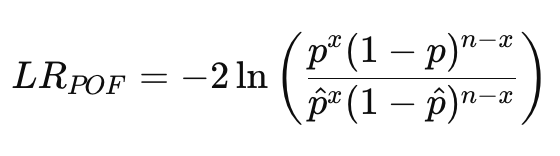 $LR_{POF} = -2 \ln \left( \frac{p^x (1 - p)^{n-x}}{\hat{p}^x (1 - \hat{p})^{n-x}} \right)$